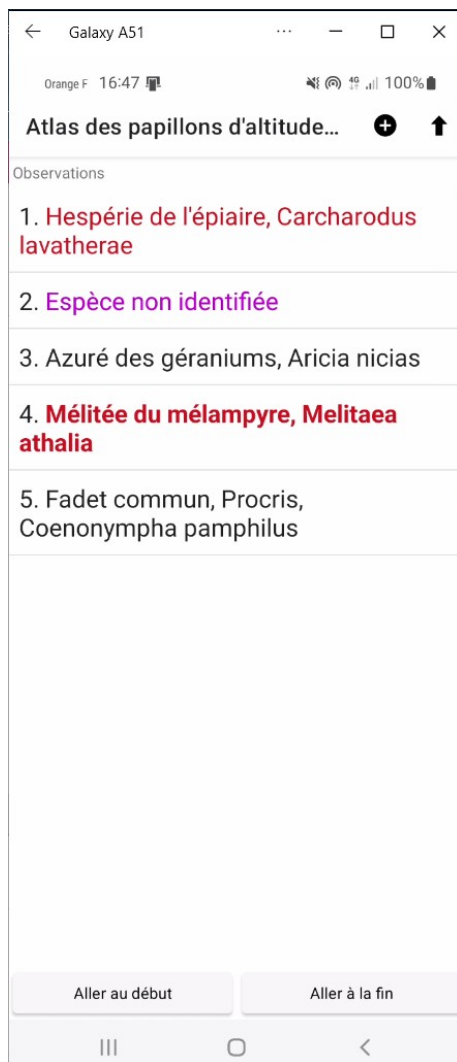 Galaxy A51
Orange F 16:47 4G 100%
Atlas des papillons d'altitude...
Observations
1. Hespérie de l'épiaire, Carcharodus
lavatherae
2. Espèce non identifiée
3. Azuré des géraniums, Aricia nicias
4. Mélitée du mélampyre, Melitaea
athalia
5. Fadet commun, Procris,
Coenonympha pamphilus
Aller au début Aller à la fin